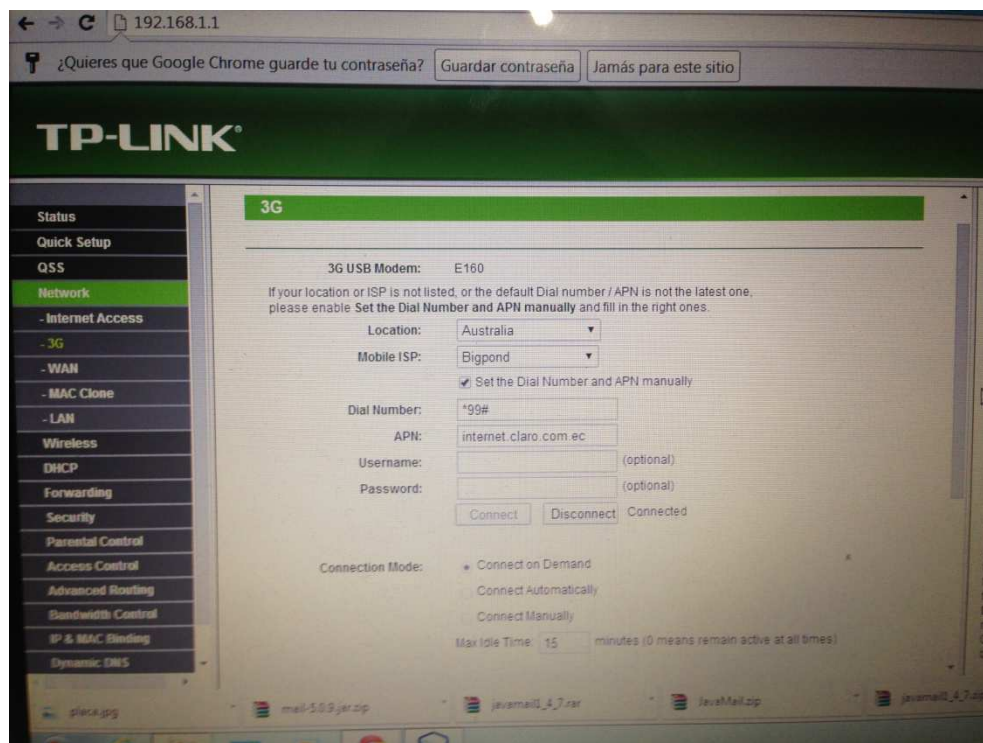 192.168.1.1
¿Quieres que Google Chrome guarde tu contraseña? Guardar contraseña Jamás para este sitio
TP-LINK®
Status
Quick Setup
QSS
Network
- Internet Access
- 3G
- WAN
- MAC Clone
- LAN
Wireless
DHCP
Forwarding
Security
Parental Control
Access Control
Advanced Routing
Bandwidth Control
IP & MAC Binding
Dynamic DNS
3G
3G USB Modem: E160
If your location or ISP is not listed, or the default Dial number / APN is not the latest one,
please enable Set the Dial Number and APN manually and fill in the right ones.
Location: Australia
Mobile ISP: Bigpond
Set the Dial Number and APN manually
Dial Number: *99#
APN: internet.claro.com.ec
Username: (optional)
Password: (optional)
Connect Disconnect Connected
Connection Mode: Connect on Demand
Connect Automatically
Connect Manually
Max Idle Time: 15 minutes (0 means remain active at all times)
placa.jpg mail-5.0.9.jar.zip javamail1_4_7.rar JavaMail.zip javamail1_4_7.zip